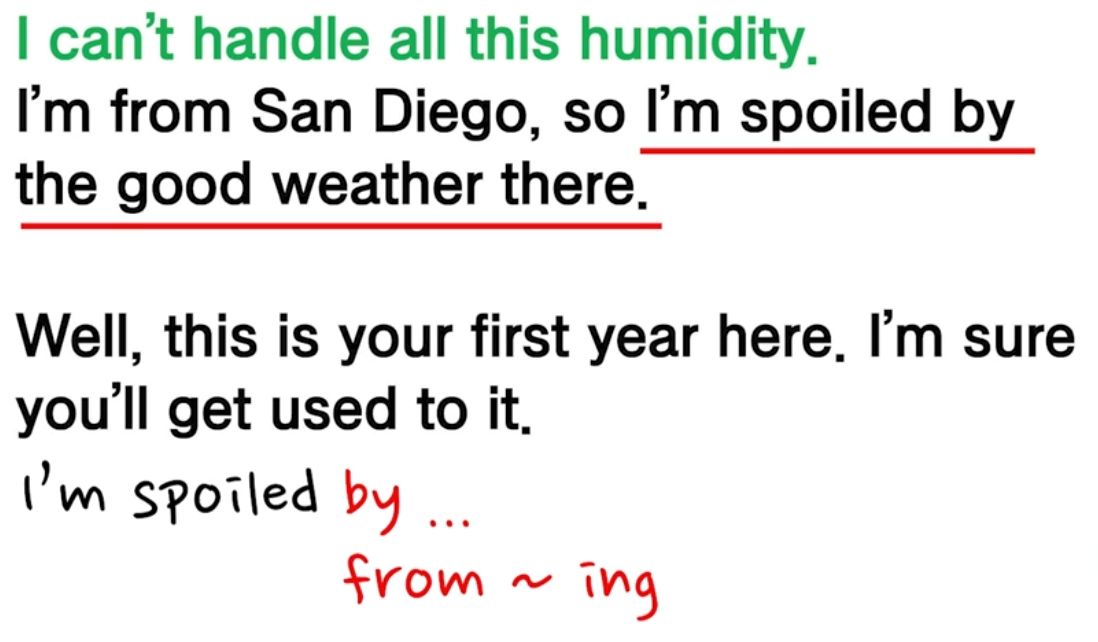 I can't handle all this humidity.
I'm from San Diego, so I'm spoiled by
the good weather there.
Well, this is your first year here. I'm sure
you'll get used to it.
I'm spoiled by ...
from ~ ing